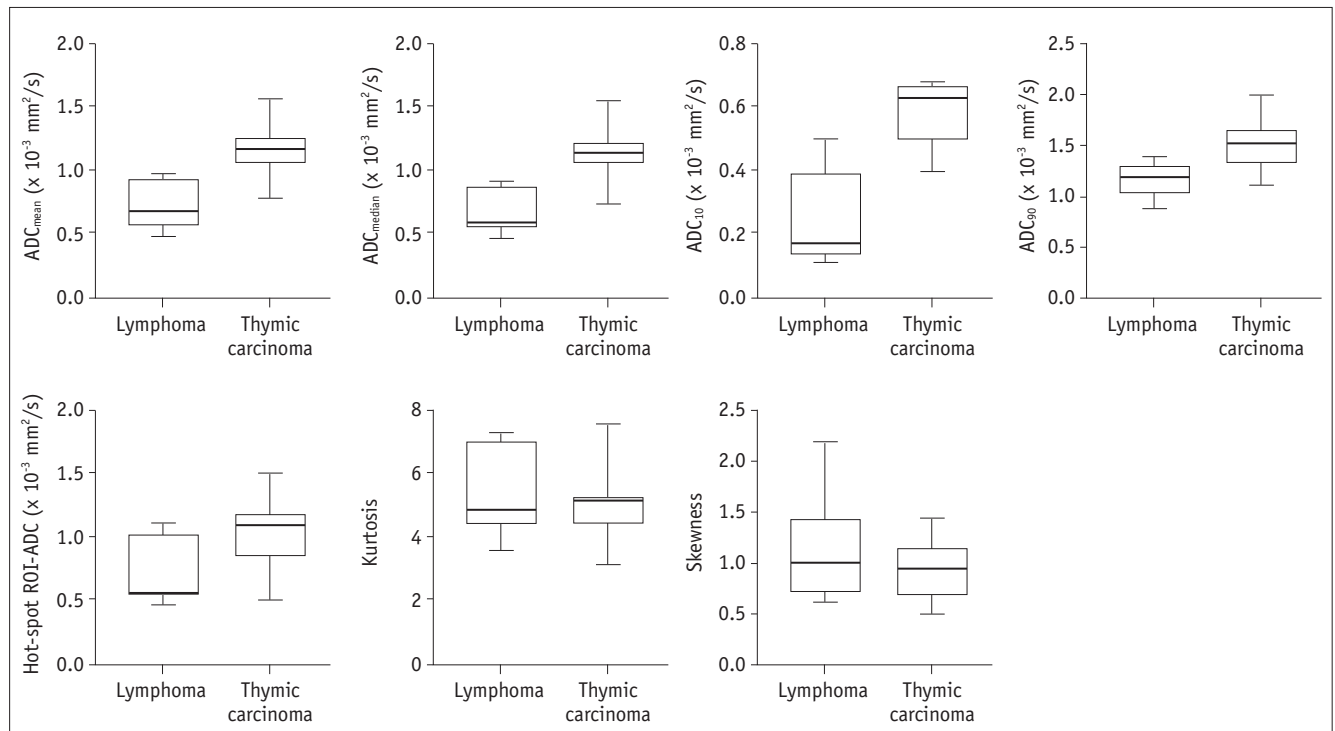 ADCmean (x 10-3 mm2/s)
2.0
1.5
1.0
0.5
0.0
Lymphoma
Thymic
carcinoma
ADCmedian (x 10-3 mm2/s)
2.0
1.5
1.0
0.5
0.0
Lymphoma
Thymic
carcinoma
ADC10 (x 10-3 mm2/s)
0.8
0.6
0.4
0.2
0.0
Lymphoma
Thymic
carcinoma
ADC90 (x 10-3 mm2/s)
2.5
2.0
1.5
1.0
0.5
0.0
Lymphoma
Thymic
carcinoma
Hot-spot ROI-ADC (x 10-3 mm2/s)
2.0
1.5
1.0
0.5
0.0
Lymphoma
Thymic
carcinoma
Kurtosis
8
6
4
2
0
Lymphoma
Thymic
carcinoma
Skewness
2.5
2.0
1.5
1.0
0.5
0.0
Lymphoma
Thymic
carcinoma